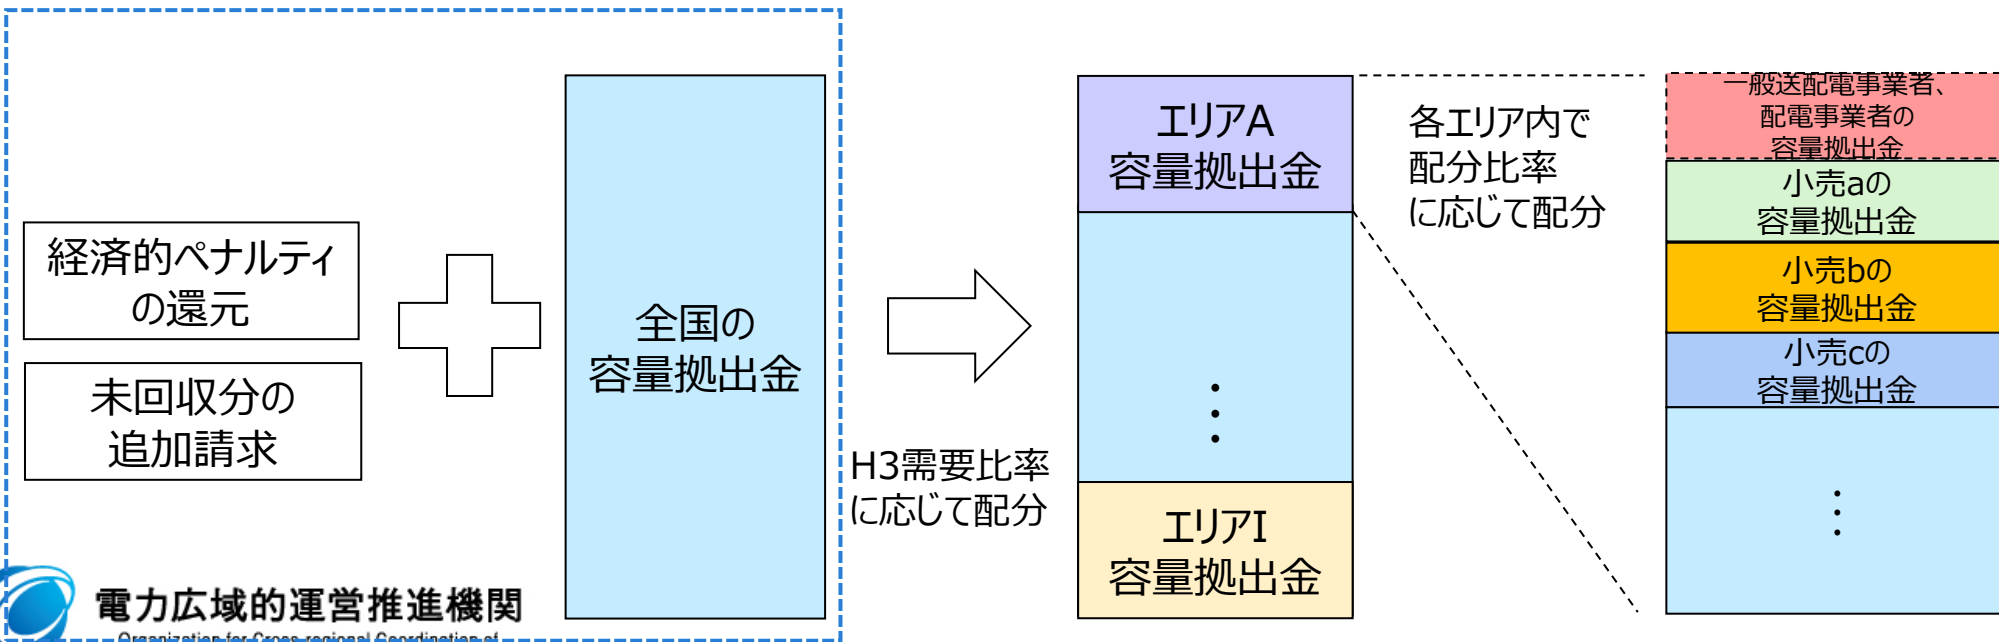 経済的ペナルティ
の還元
未回収分の
追加請求
全国の
容量拠出金
H3需要比率
に応じて配分
エリアA
容量拠出金
⋮
エリアI
容量拠出金
各エリア内で
配分比率
に応じて配分
一般送配電事業者、
配電事業者の
容量拠出金
小売aの
容量拠出金
小売bの
容量拠出金
小売cの
容量拠出金
⋮
電力広域的運営推進機関
Organization for Cross-regional Coordination of